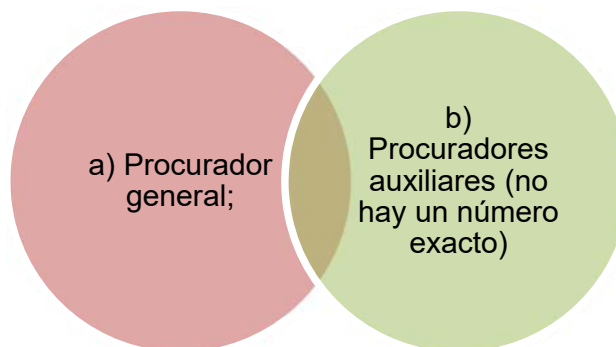 a) Procurador
general;
b)
Procuradores
auxiliares (no
hay un número
exacto)